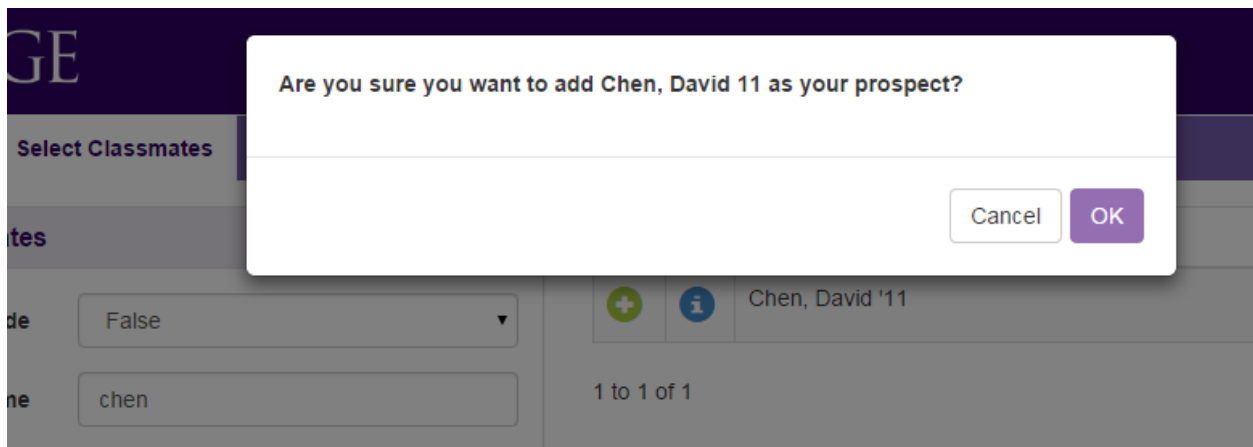 GE
Are you sure you want to add Chen, David 11 as your prospect?
Select Classmates
Cancel
OK
tes
de
False
Chen, David '11
me
chen
1 to 1 of 1